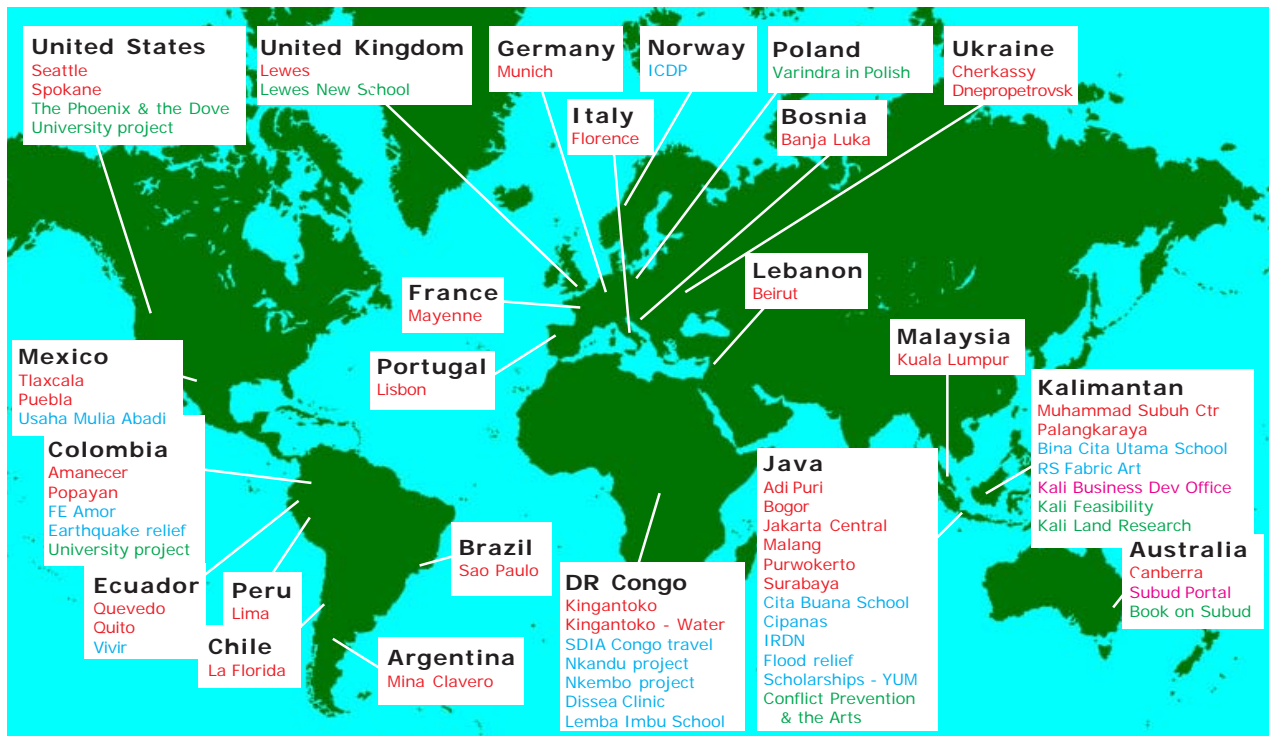 United States
Seattle
Spokane
The Phoenix & the Dove
University project
United Kingdom
Lewes
Lewes New School
Germany
Munich
Norway
ICDP
Poland
Varindra in Polish
Ukraine
Cherkassy
Dnepropetrovsk
Italy
Florence
Bosnia
Banja Luka
Lebanon
Beirut
France
Mayenne
Portugal
Lisbon
Malaysia
Kuala Lumpur
Mexico
Tlaxcala
Puebla
Usaha Mulia Abadi
Kalimantan
Muhammad Subuh Ctr
Palangkaraya
Bina Cita Utama School
RS Fabric Art
Kali Business Dev Office
Kali Feasibility
Kali Land Research
Colombia
Amanecer
Popayan
FE Amor
Earthquake relief
University project
Java
Adi Puri
Bogor
Jakarta Central
Malang
Purwokerto
Surabaya
Cita Buana School
Cipanas
IRDN
Flood relief
Scholarships - YUM
Conflict Prevention
& the Arts
Brazil
Sao Paulo
Australia
Canberra
Subud Portal
Book on Subud
Ecuador
Quevedo
Quito
Vivir
Peru
Lima
DR Congo
Kingantoko
Kingantoko - Water
SDIA Congo travel
Nkandu project
Nkembo project
Dissea Clinic
Lemba Imbu School
Chile
La Florida
Argentina
Mina Clavero